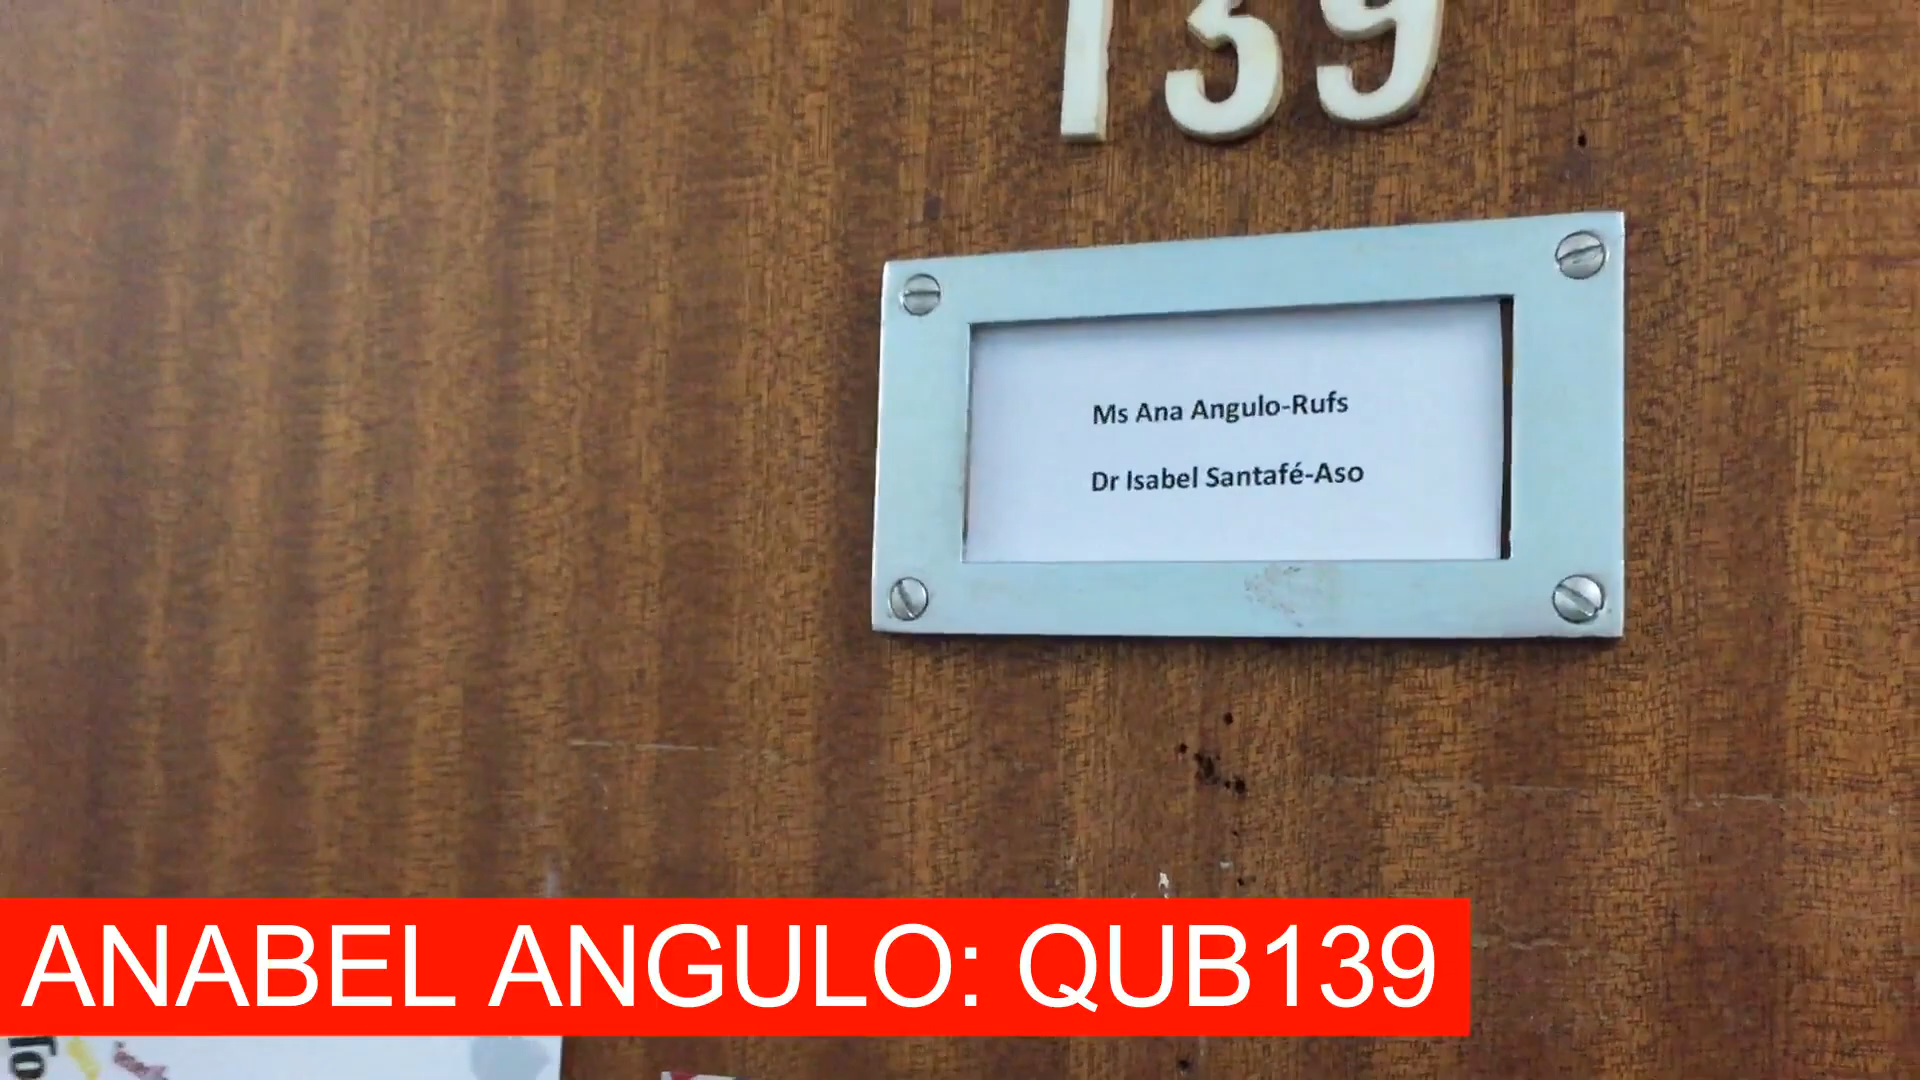 139
Ms Ana Angulo-Rufs
Dr Isabel Santafé-Aso
ANABEL ANGULO: QUB139